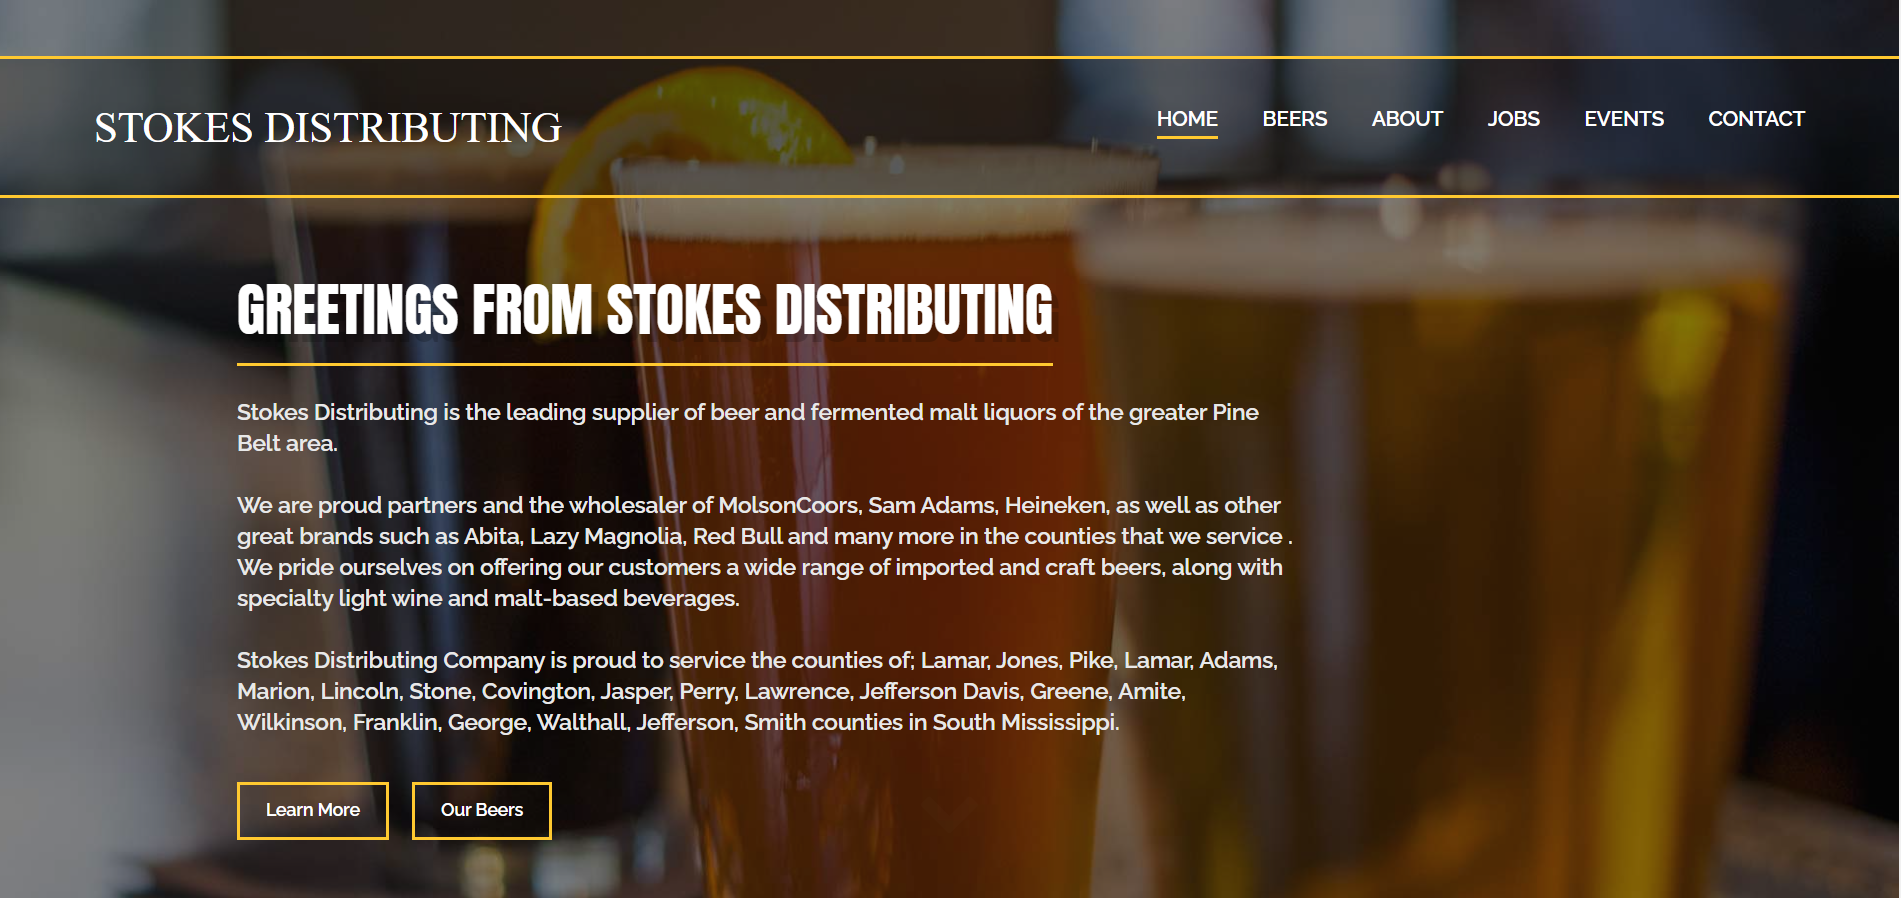 STOKES DISTRIBUTING
HOME BEERS ABOUT JOBS EVENTS CONTACT
GREETINGS FROM STOKES DISTRIBUTING
Stokes Distributing is the leading supplier of beer and fermented malt liquors of the greater Pine
Belt area.
We are proud partners and the wholesaler of MolsonCoors, Sam Adams, Heineken, as well as other
great brands such as Abita, Lazy Magnolia, Red Bull and many more in the counties that we service .
We pride ourselves on offering our customers a wide range of imported and craft beers, along with
specialty light wine and malt-based beverages.
Stokes Distributing Company is proud to service the counties of; Lamar, Jones, Pike, Lamar, Adams,
Marion, Lincoln, Stone, Covington, Jasper, Perry, Lawrence, Jefferson Davis, Greene, Amite,
Wilkinson, Franklin, George, Walthall, Jefferson, Smith counties in South Mississippi.
Learn More Our Beers